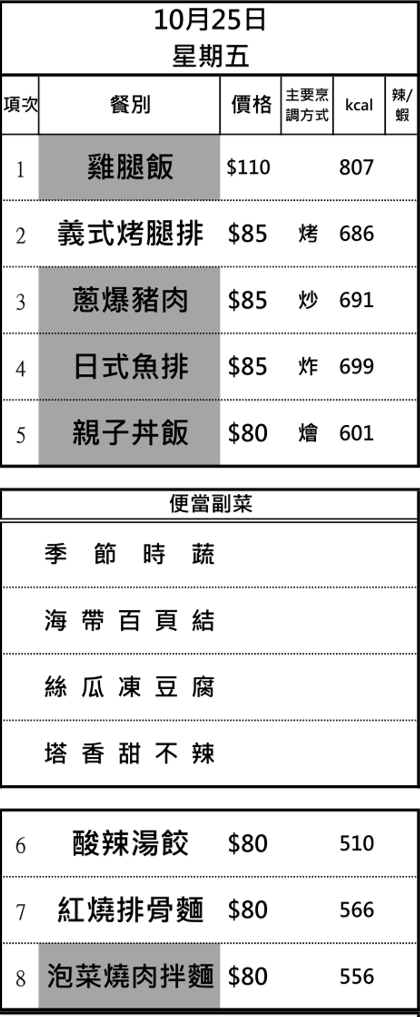 10月25日
星期五
項次 餐別 價格 主要烹調方式 kcal 辣/蝦
1 雞腿飯 $110 807
2 義式烤腿排 $85 烤 686
3 蔥爆豬肉 $85 炒 691
4 日式魚排 $85 炸 699
5 親子丼飯 $80 燴 601
便當副菜
季節時蔬
海帶百頁結
絲瓜凍豆腐
塔香甜不辣
6 酸辣湯餃 $80 510
7 紅燒排骨麵 $80 566
8 泡菜燒肉拌麵 $80 556